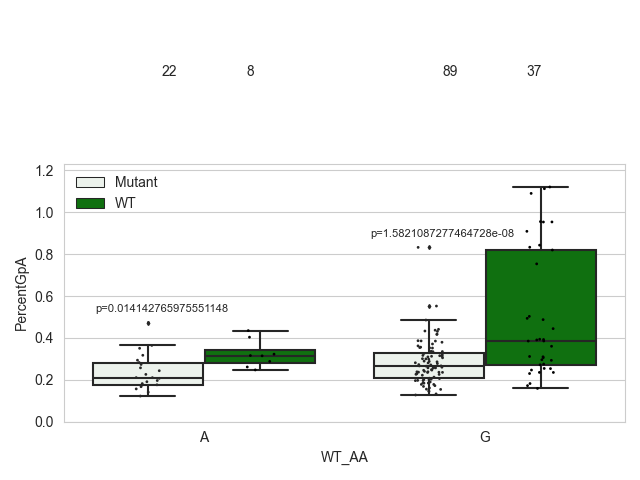 22 8 89 37
1.2
Mutant
WT
1.0
p=1.5821087277464728e-08
0.8
PercentGpA
0.6
p=0.014142765975551148
0.4
0.2
0.0
A G
WT_AA